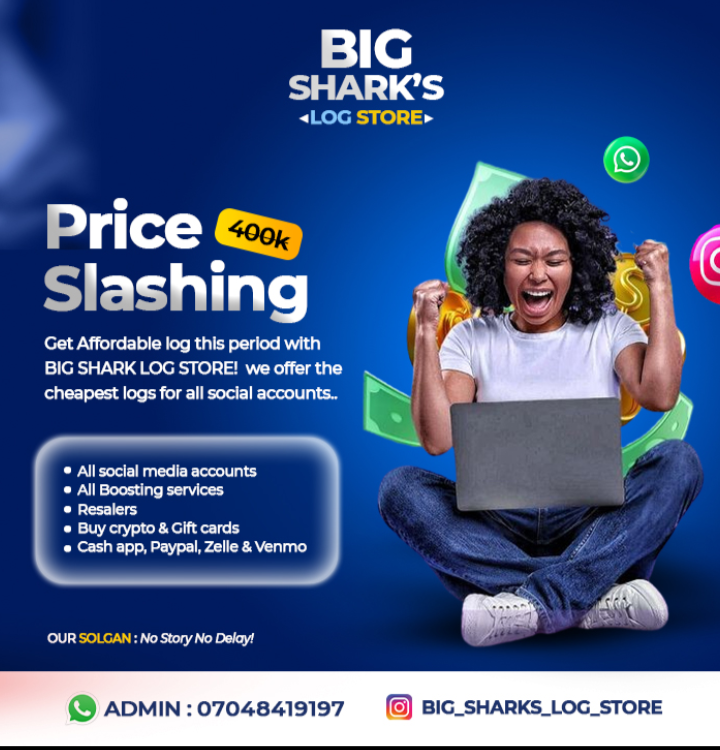 BIG
SHARK'S
LOG STORE
Price 400k
Slashing
Get Affordable log this period with
BIG SHARK LOG STORE! we offer the
cheapest logs for all social accounts..
All social media accounts
All Boosting services
Resalers
Buy crypto & Gift cards
Cash app, Paypal, Zelle & Venmo
OUR SOLGAN : No Story No Delay!
ADMIN : 07048419197
BIG_SHARKS_LOG_STORE